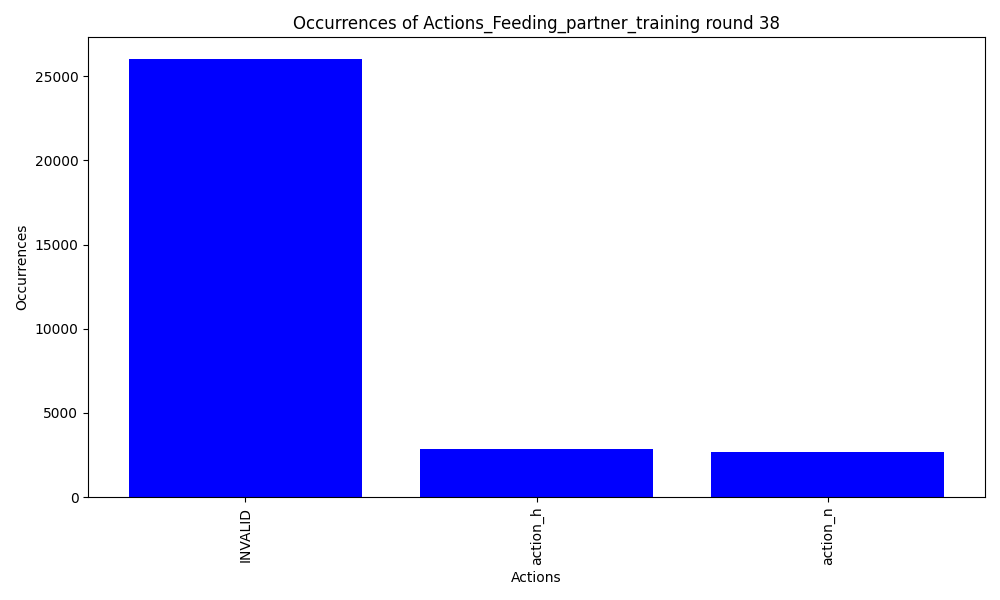 Occurrences of Actions_Feeding_partner_training round 38
Occurrences
25000
20000
15000
10000
5000
0
INVALID
action_h
action_n
Actions